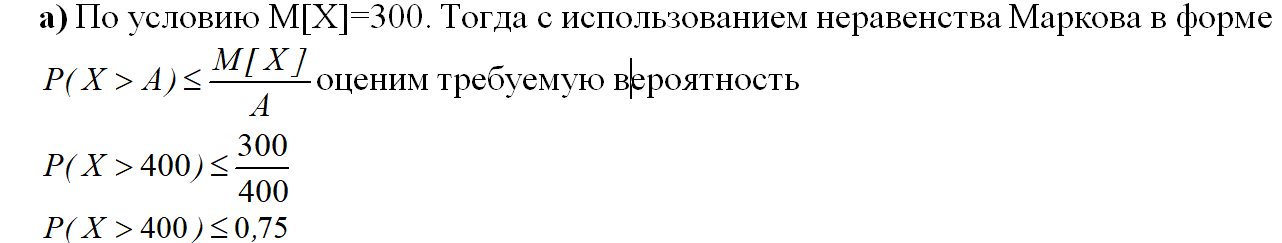 а) По условию M[X]=300. Тогда с использованием неравенства Маркова в форме
P( X > A ) ≤ M[ X ] / A оценим требуемую вероятность
P( X > 400 ) ≤ 300 / 400
P( X > 400 ) ≤ 0,75